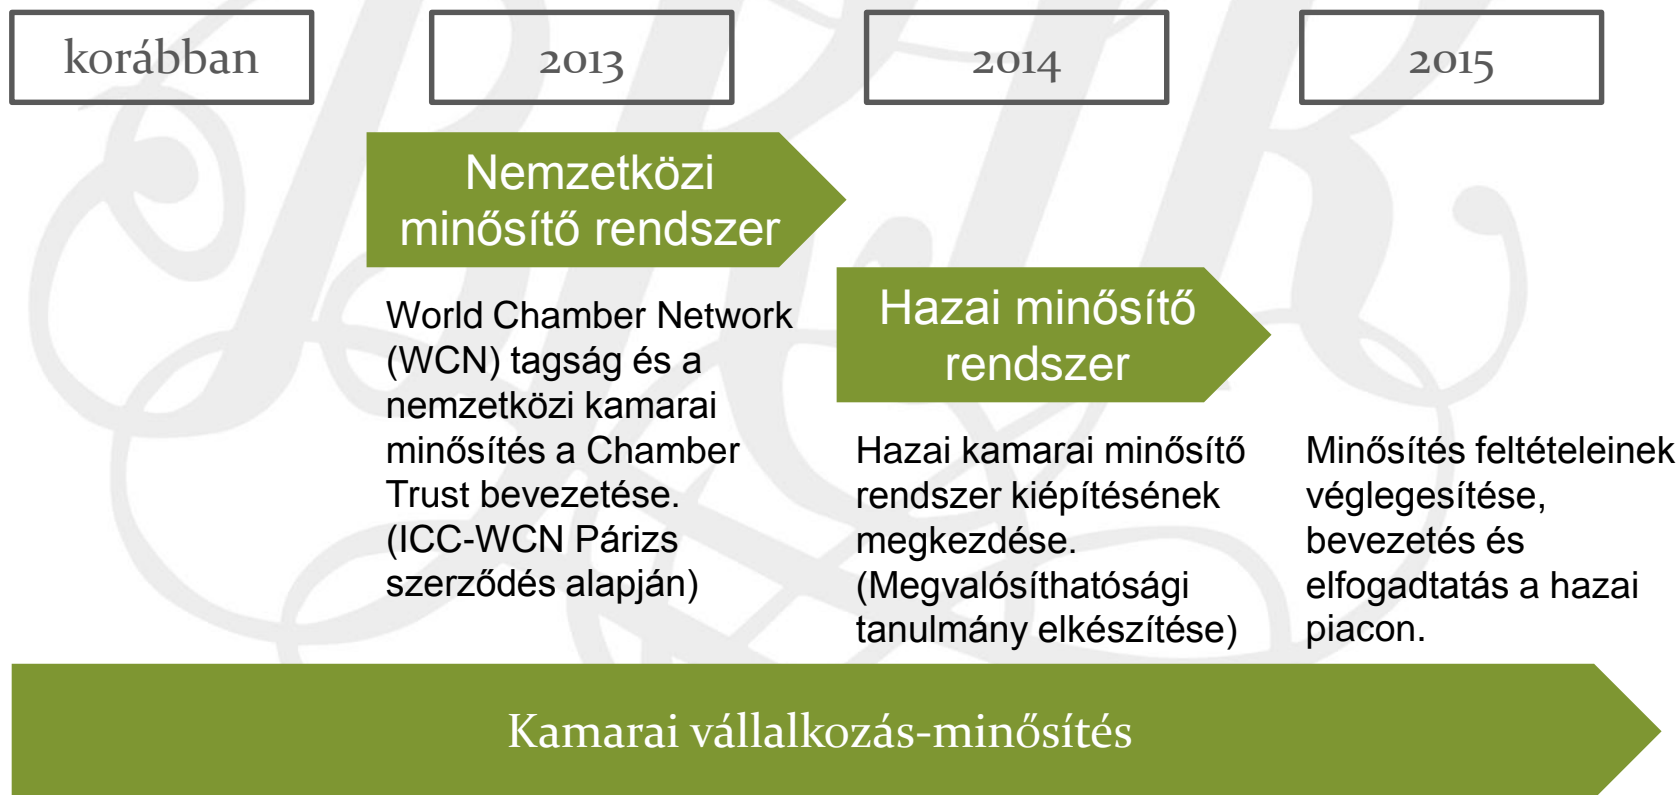 korábban
2013
2014
2015
Nemzetközi
minősítő rendszer
World Chamber Network
(WCN) tagság és a
nemzetközi kamarai
minősítés a Chamber
Trust bevezetése.
(ICC-WCN Párizs
szerződés alapján)
Hazai minősítő
rendszer
Hazai kamarai minősítő
rendszer kiépítésének
megkezdése.
(Megvalósíthatósági
tanulmány elkészítése)
Minősítés feltételeinek
véglegesítése,
bevezetés és
elfogadtatás a hazai
piacon.
Kamarai vállalkozás-minősítés